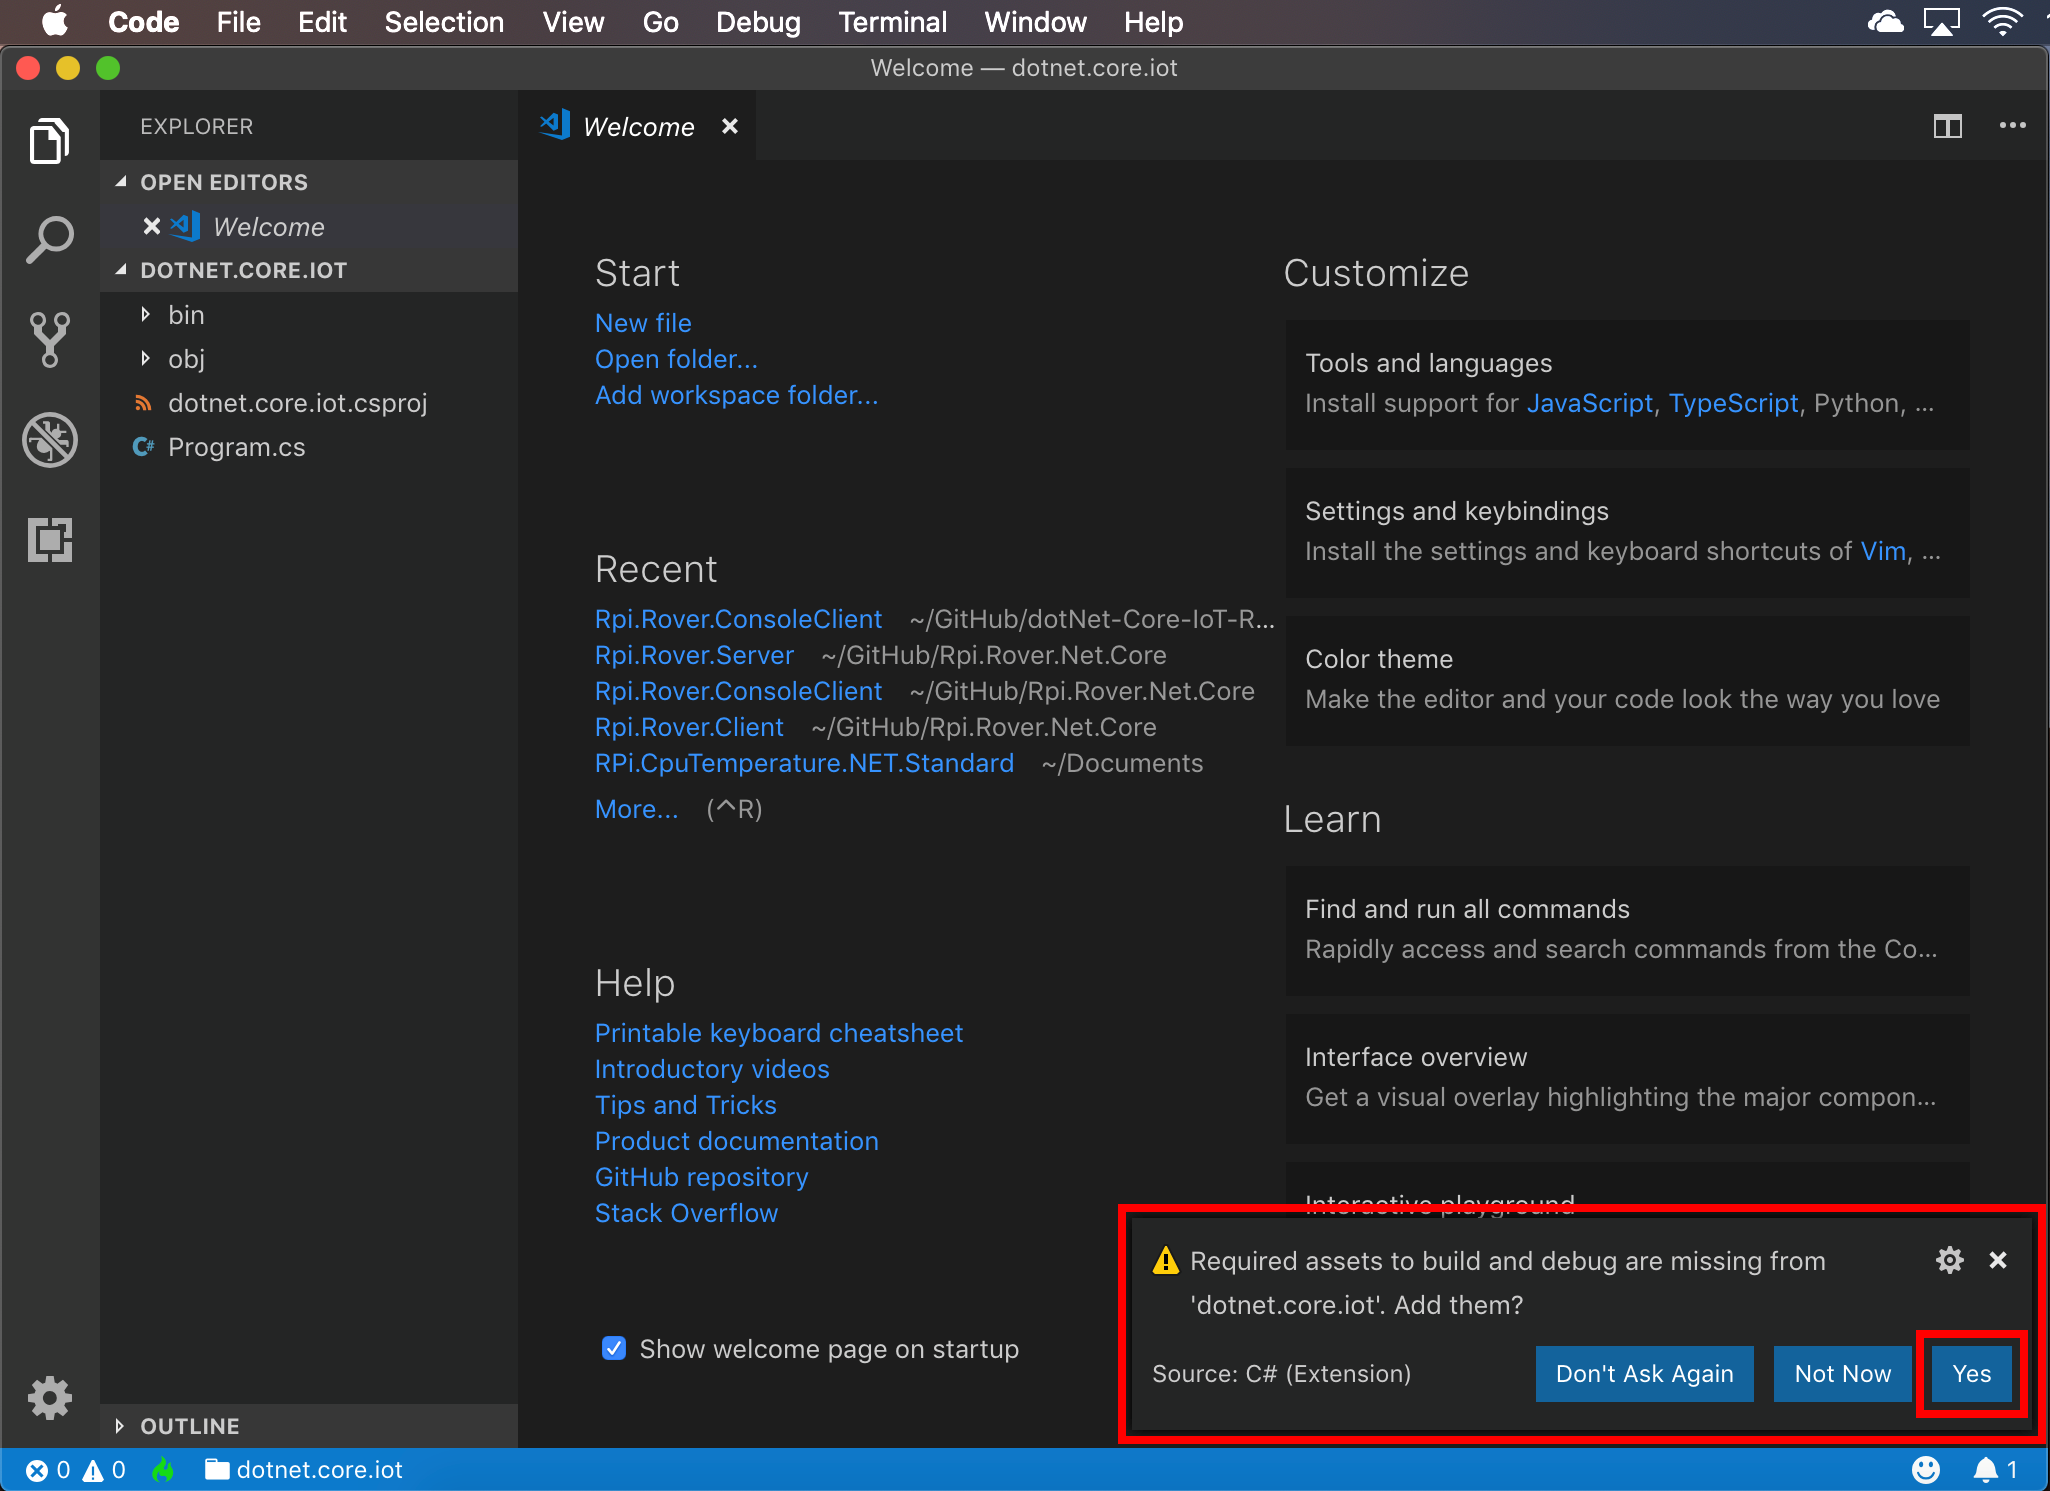 Code File Edit Selection View Go Debug Terminal Window Help
Welcome — dotnet.core.iot
EXPLORER
OPEN EDITORS
Welcome
DOTNET.CORE.IOT
bin
obj
dotnet.core.iot.csproj
C# Program.cs
Welcome
Start
New file
Open folder...
Add workspace folder...
Recent
Rpi.Rover.ConsoleClient ~/GitHub/dotNet-Core-IoT-R...
Rpi.Rover.Server ~/GitHub/Rpi.Rover.Net.Core
Rpi.Rover.ConsoleClient ~/GitHub/Rpi.Rover.Net.Core
Rpi.Rover.Client ~/GitHub/Rpi.Rover.Net.Core
RPi.CpuTemperature.NET.Standard ~/Documents
More... (^R)
Help
Printable keyboard cheatsheet
Introductory videos
Tips and Tricks
Product documentation
GitHub repository
Stack Overflow
Show welcome page on startup
Customize
Tools and languages
Install support for JavaScript, TypeScript, Python, ...
Settings and keybindings
Install the settings and keyboard shortcuts of Vim, ...
Color theme
Make the editor and your code look the way you love
Learn
Find and run all commands
Rapidly access and search commands from the Co...
Interface overview
Get a visual overlay highlighting the major compon...
Interactive playground
Required assets to build and debug are missing from
'dotnet.core.iot'. Add them?
Source: C# (Extension)
Don't Ask Again
Not Now
Yes
OUTLINE
0 0 dotnet.core.iot
1